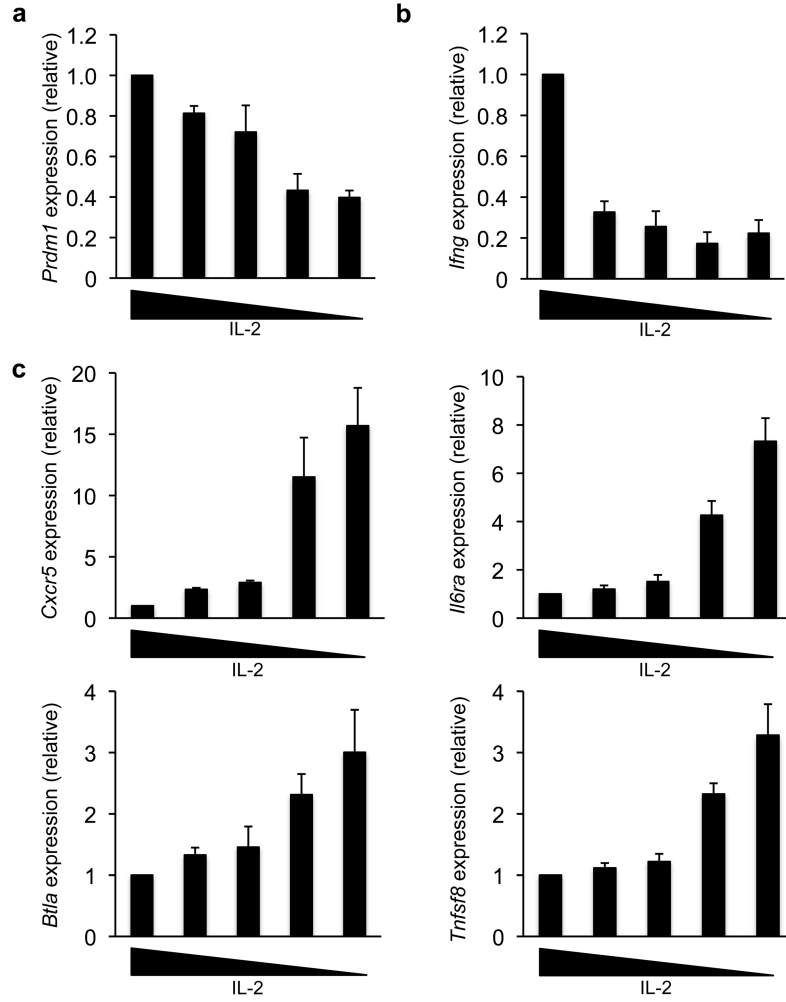 a
Prdm1 expression (relative)
1.2
1.0
0.8
0.6
0.4
0.2
0
IL-2
b
Ifng expression (relative)
1.2
1.0
0.8
0.6
0.4
0.2
0
IL-2
c
Cxcr5 expression (relative)
20
15
10
5
0
IL-2
Il6ra expression (relative)
10
8
6
4
2
0
IL-2
Btla expression (relative)
4
3
2
1
0
IL-2
Tnfsf8 expression (relative)
4
3
2
1
0
IL-2